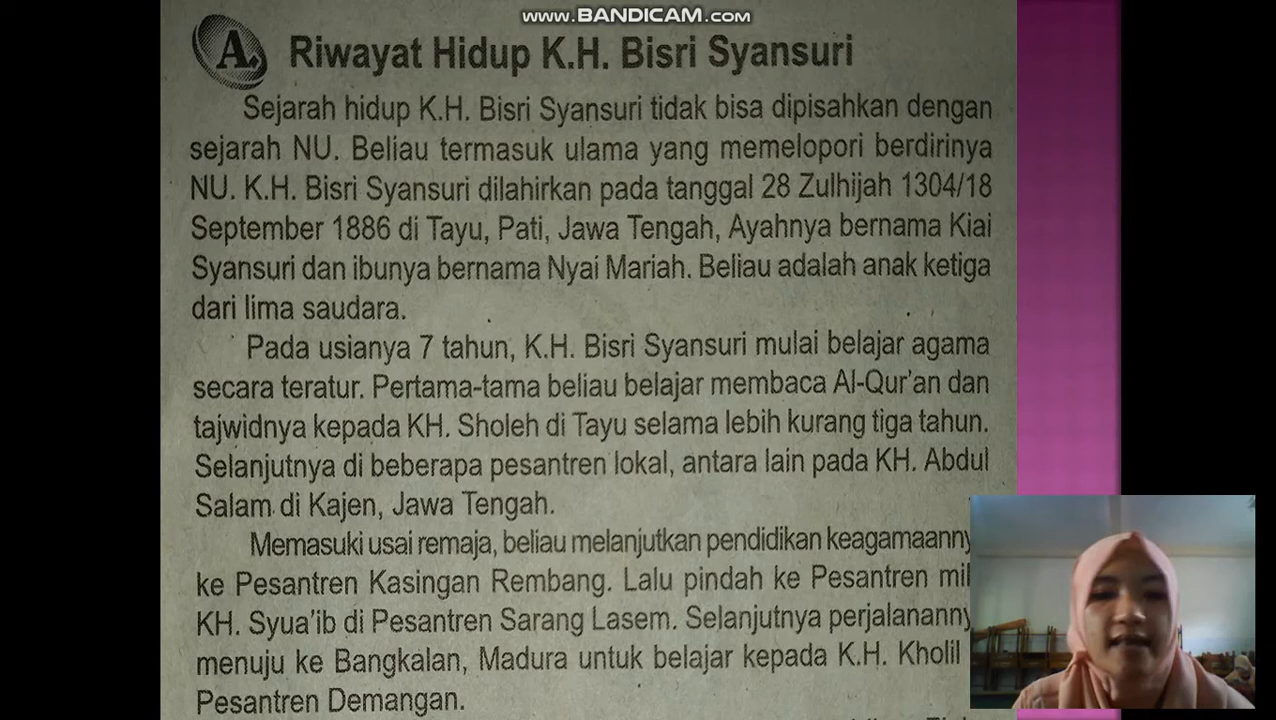 www.BANDICAM.com
A. Riwayat Hidup K.H. Bisri Syansuri
Sejarah hidup K.H. Bisri Syansuri tidak bisa dipisahkan dengan
sejarah NU. Beliau termasuk ulama yang memelopori berdirinya
NU. K.H. Bisri Syansuri dilahirkan pada tanggal 28 Zulhijah 1304/18
September 1886 di Tayu, Pati, Jawa Tengah, Ayahnya bernama Kiai
Syansuri dan ibunya bernama Nyai Mariah. Beliau adalah anak ketiga
dari lima saudara.
Pada usianya 7 tahun, K.H. Bisri Syansuri mulai belajar agama
secara teratur. Pertama-tama beliau belajar membaca Al-Qur'an dan
tajwidnya kepada KH. Sholeh di Tayu selama lebih kurang tiga tahun.
Selanjutnya di beberapa pesantren lokal, antara lain pada KH. Abdul
Salam di Kajen, Jawa Tengah.
Memasuki usai remaja, beliau melanjutkan pendidikan keagamaanny
ke Pesantren Kasingan Rembang. Lalu pindah ke Pesantren mil
KH. Syua'ib di Pesantren Sarang Lasem. Selanjutnya perjalananny
menuju ke Bangkalan, Madura untuk belajar kepada K.H. Kholil
Pesantren Demangan.